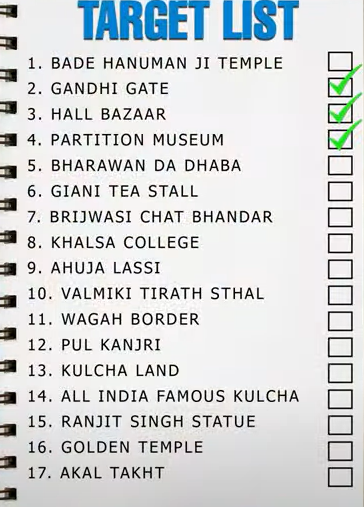 TARGET LIST
1. BADE HANUMAN JI TEMPLE
2. GANDHI GATE
3. HALL BAZAAR
4. PARTITION MUSEUM
5. BHARAWAN DA DHABA
6. GIANI TEA STALL
7. BRIJWASI CHAT BHANDAR
8. KHALSA COLLEGE
9. AHUJA LASSI
10. VALMIKI TIRATH STHAL
11. WAGAH BORDER
12. PUL KANJRI
13. KULCHA LAND
14. ALL INDIA FAMOUS KULCHA
15. RANJIT SINGH STATUE
16. GOLDEN TEMPLE
17. AKAL TAKHT